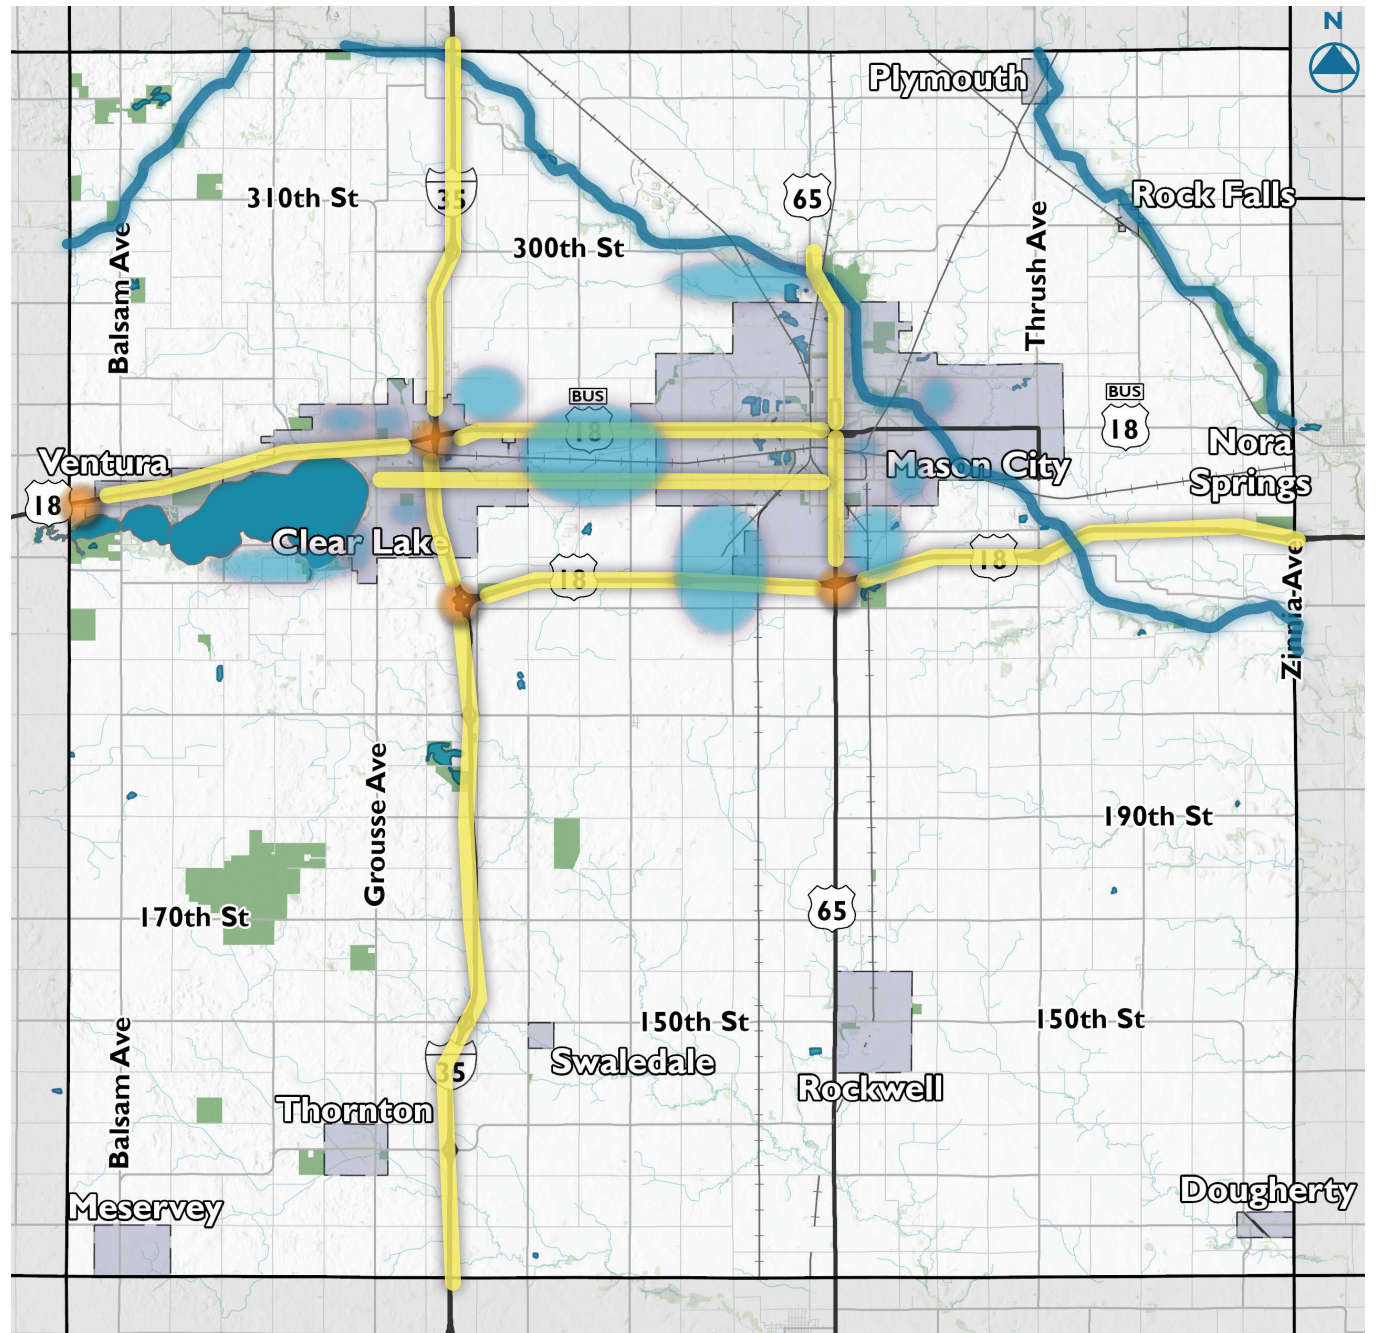 N
Plymouth
310th St
35
65
Rock Falls
300th St
Balsam Ave
Thrush Ave
BUS
18
BUS
18
Ventura
18
Mason City
Nora
Springs
Clear Lake
18
18
Zinnia Ave
Grousse Ave
190th St
65
170th St
150th St
150th St
35
Swaledale
Rockwell
Thornton
Balsam Ave
Meservey
Dougherty